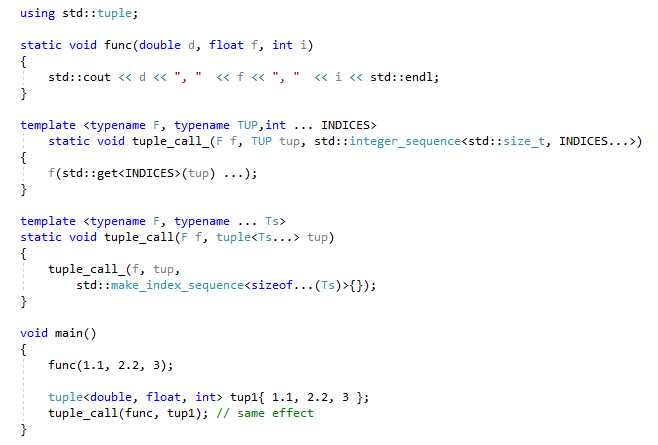 using std::tuple;

static void func(double d, float f, int i)
{
    std::cout << d << ", "  << f << ", "  << i << std::endl;
}

template <typename F, typename TUP,int ... INDICES>
    static void tuple_call_(F f, TUP tup, std::integer_sequence<std::size_t, INDICES...>)
{
    f(std::get<INDICES>(tup) ...);
}

template <typename F, typename ... Ts>
static void tuple_call(F f, tuple<Ts...> tup)
{
    tuple_call_(f, tup,
        std::make_index_sequence<sizeof...(Ts)>{});
}

void main()
{
    func(1.1, 2.2, 3);

    tuple<double, float, int> tup1{ 1.1, 2.2, 3 };
    tuple_call(func, tup1); // same effect
}